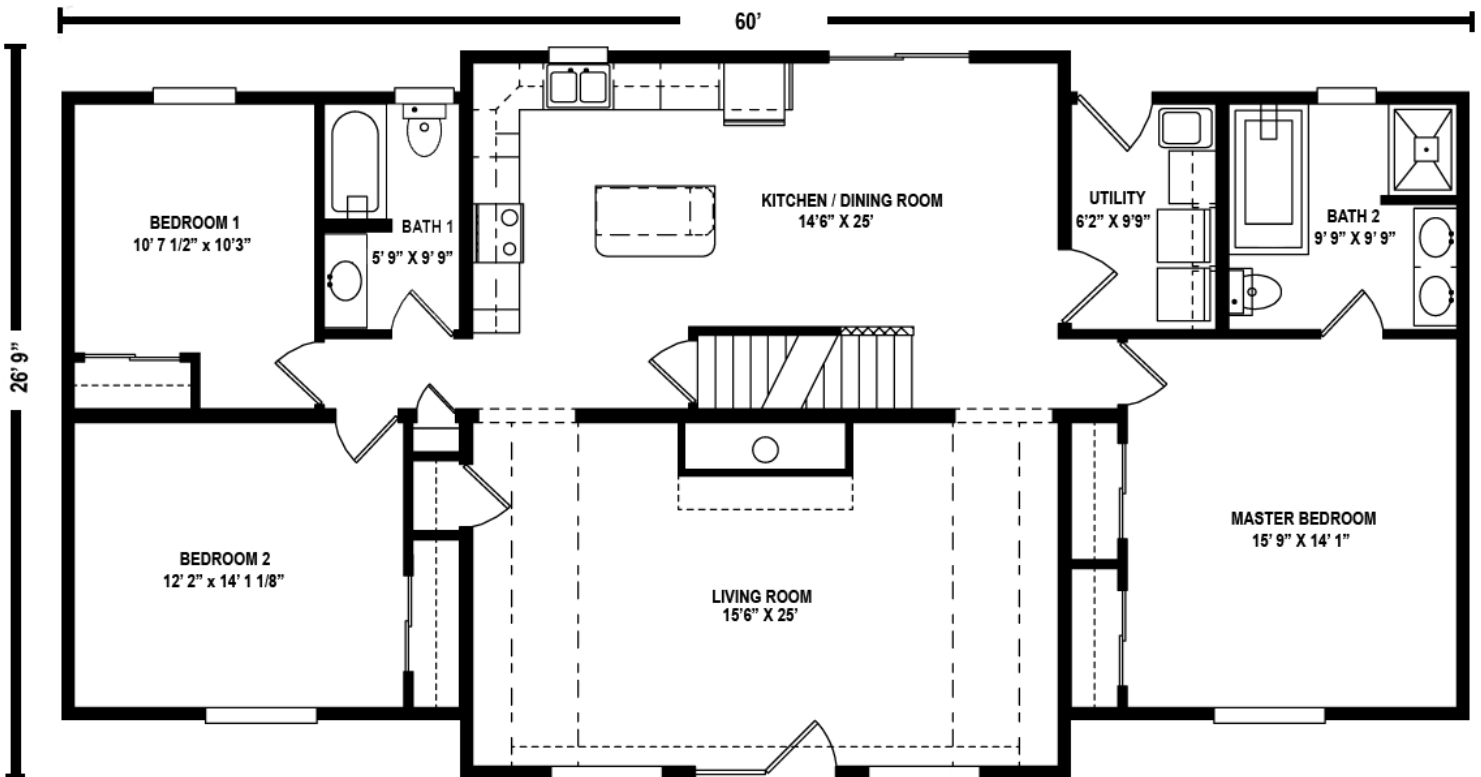 60’
26’ 9”
BEDROOM 1
10’ 7 1/2” x 10’3”
BATH 1
5’ 9” X 9’ 9”
KITCHEN / DINING ROOM
14’6” X 25’
UTILITY
6’2” X 9’9”
BATH 2
9’ 9” X 9’ 9”
BEDROOM 2
12’ 2” x 14’ 1 1/8”
LIVING ROOM
15’6” X 25’
MASTER BEDROOM
15’ 9” X 14’ 1”